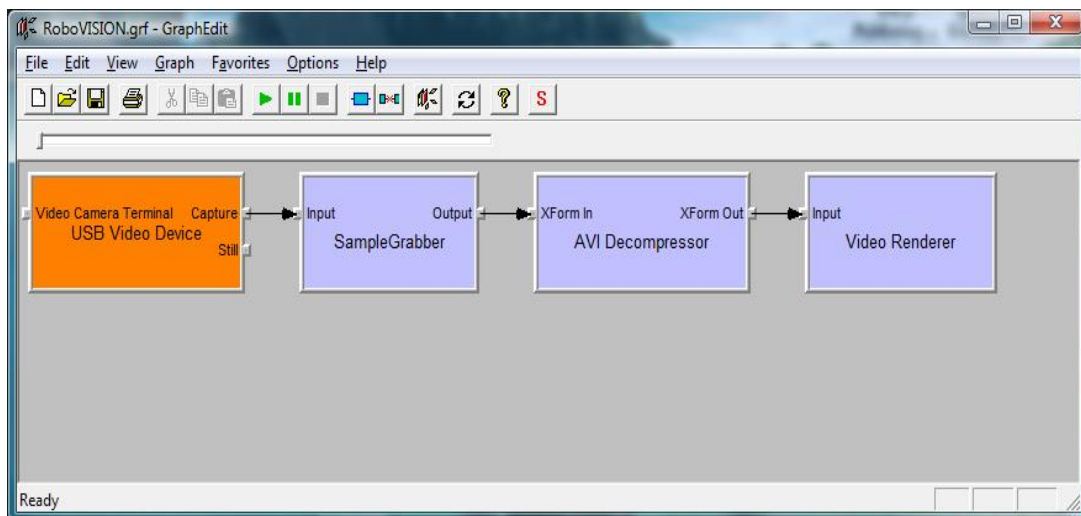 RoboVISION.grf - GraphEdit
File Edit View Graph Favorites Options Help
S
Video Camera Terminal Capture
USB Video Device
Still
Input Output
SampleGrabber
XForm In XForm Out
AVI Decompressor
Input
Video Renderer
Ready